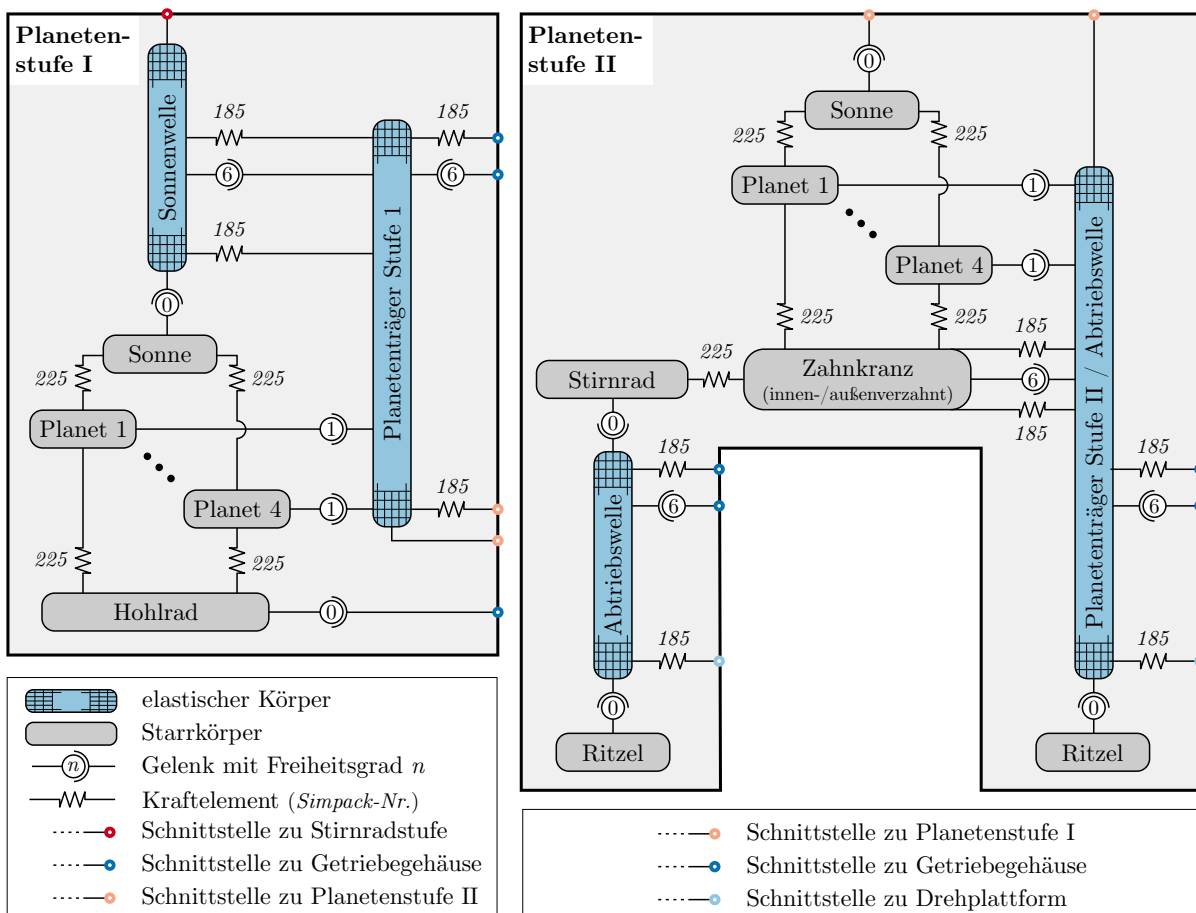 Planeten-
stufe I
Sonnenwelle
185
185
6
6
185
Planetenträger Stufe 1
0
Sonne
225
225
Planet 1
1
Planet 4
1
185
225
225
Hohlrad
0
Planeten-
stufe II
0
Sonne
225
225
Planet 1
1
Planet 4
1
225
225
185
Stirnrad
225
Zahnkranz
(innen-/außenverzahnt)
6
185
Planetenträger Stufe II / Abtriebswelle
0
185
6
Abtriebswelle
185
0
Ritzel
185
6
185
0
Ritzel
elastischer Körper
Starrkörper
n
Gelenk mit Freiheitsgrad n
Kraftelement (Simpack-Nr.)
Schnittstelle zu Stirnradstufe
Schnittstelle zu Getriebegehäuse
Schnittstelle zu Planetenstufe II
Schnittstelle zu Planetenstufe I
Schnittstelle zu Getriebegehäuse
Schnittstelle zu Drehplattform